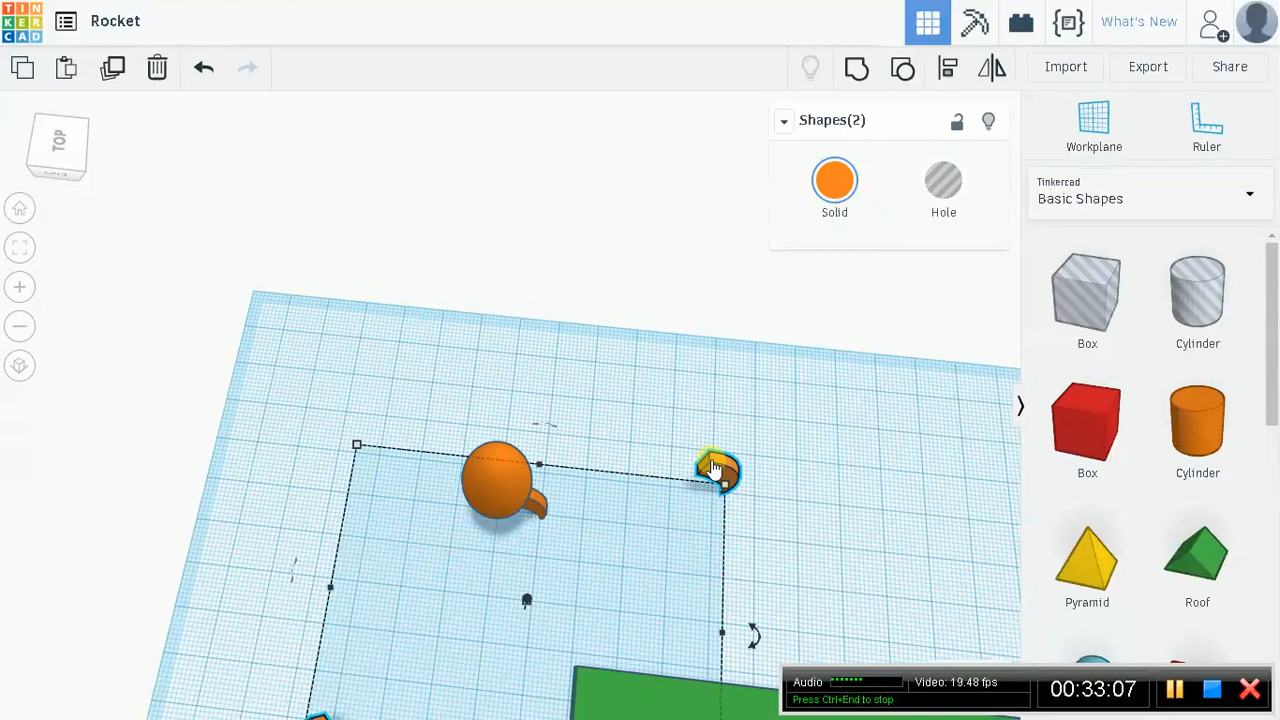 TIN
KER
CAD
Rocket
What's New
Import
Export
Share
TOP
Shapes(2)
Solid
Hole
Workplane
Ruler
Tinkercad
Basic Shapes
Box
Cylinder
Box
Cylinder
Pyramid
Roof
Audio
Video: 19.48 fps
Press Ctrl+End to stop
00:33:07